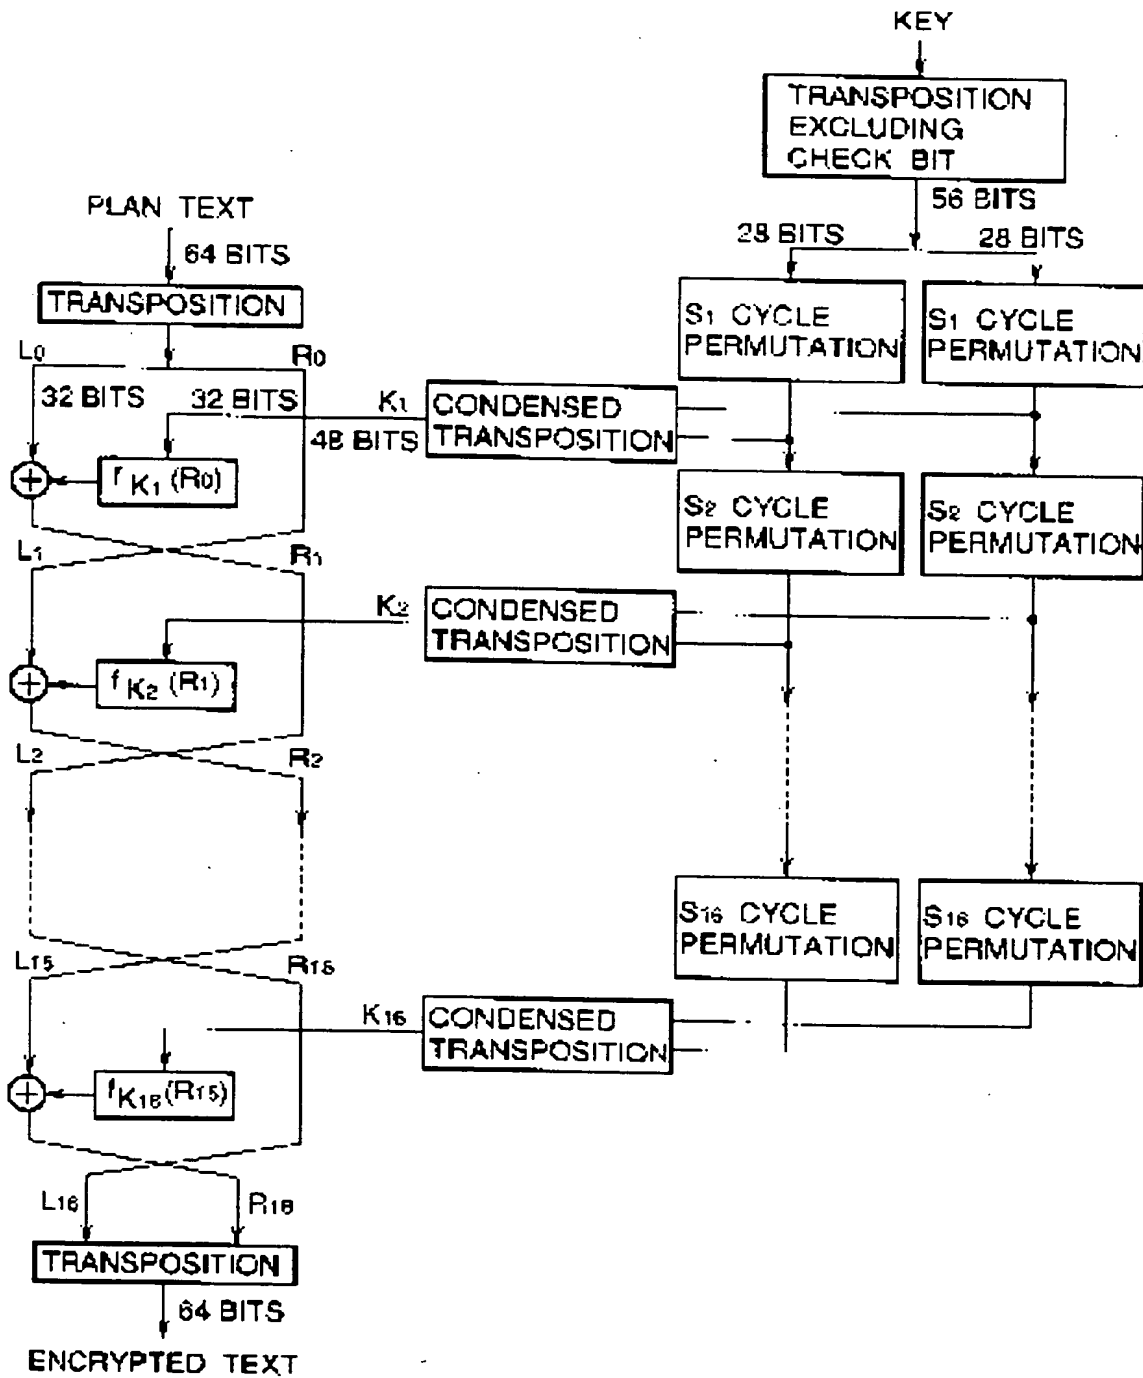 KEY
TRANSPOSITION
EXCLUDING
CHECK BIT
56 BITS
28 BITS
28 BITS
PLAN TEXT
64 BITS
TRANSPOSITION
L0
R0
32 BITS
32 BITS
K1
48 BITS
CONDENSED
TRANSPOSITION
S1 CYCLE
PERMUTATION
S1 CYCLE
PERMUTATION
fK1 (R0)
L1
R1
S2 CYCLE
PERMUTATION
S2 CYCLE
PERMUTATION
K2
CONDENSED
TRANSPOSITION
fK2 (R1)
L2
R2
S16 CYCLE
PERMUTATION
S16 CYCLE
PERMUTATION
L15
R15
K16
CONDENSED
TRANSPOSITION
fK16(R15)
L16
R16
TRANSPOSITION
64 BITS
ENCRYPTED TEXT